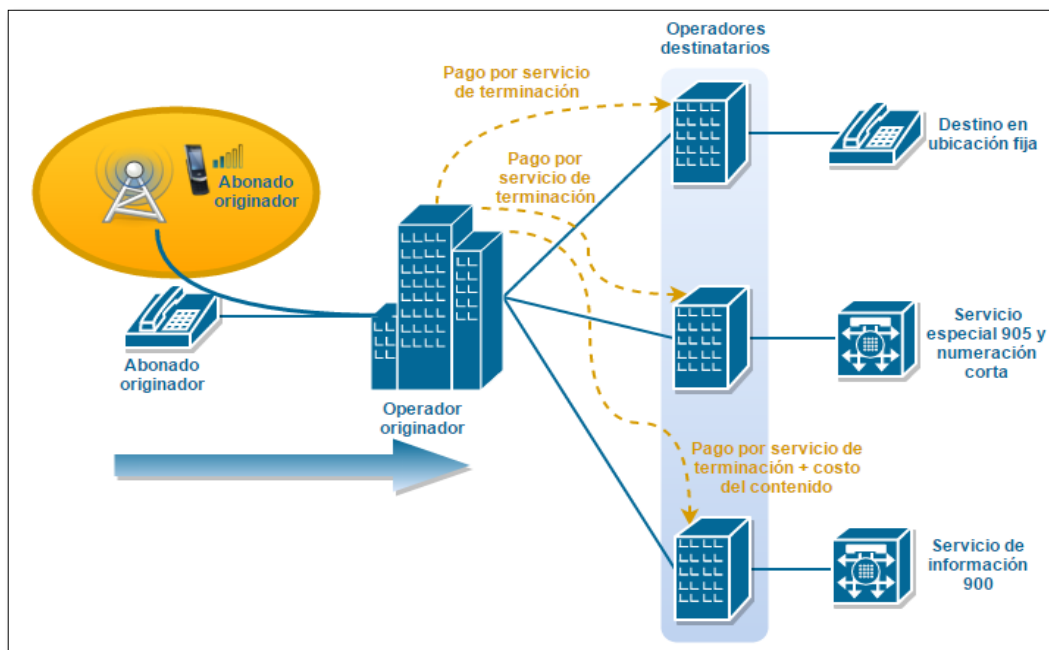 Operadores
destinatarios
Pago por servicio
de terminación
Destino en
ubicación fija
Abonado
originador
Pago por
servicio de
terminación
Servicio
especial 905 y
numeración
corta
Abonado
originador
Operador
originador
Pago por servicio de
terminación + costo
del contenido
Servicio de
información
900